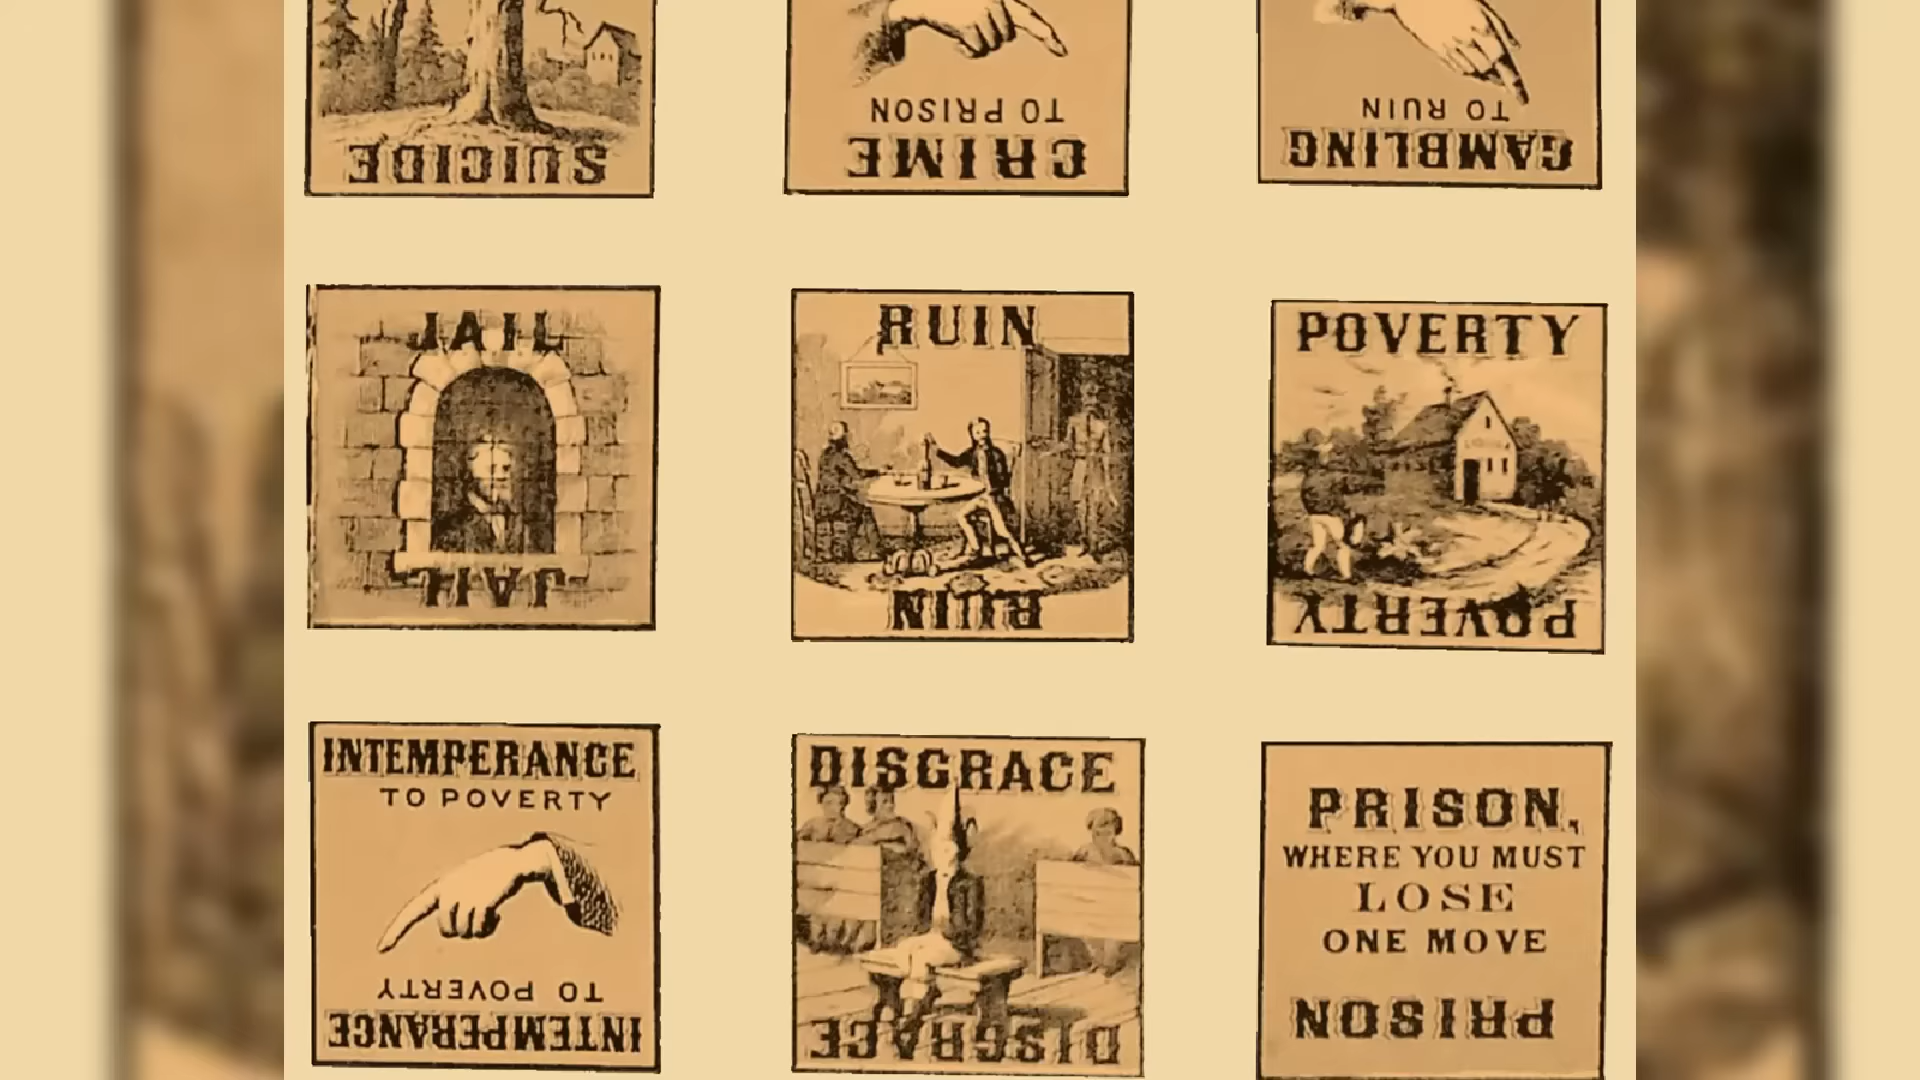 TO PRISON
CRIME
TO RUIN
GAMBLING
SUICIDE
JAIL
JAIL
RUIN
RUIN
POVERTY
POVERTY
INTEMPERANCE
TO POVERTY
TO POVERTY
INTEMPERANCE
DISGRACE
DISGRACE
PRISON,
WHERE YOU MUST
LOSE
ONE MOVE
PRISON